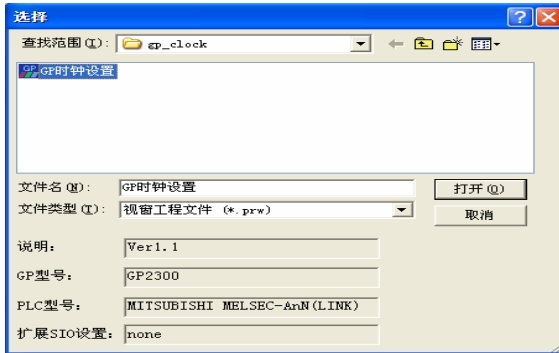 选择
查找范围(I): gp_clock
GP时钟设置
文件名(N): GP时钟设置 打开(O)
文件类型(T): 视窗工程文件 (*.prw) 取消
说明: Ver1.1
GP型号: GP2300
PLC型号: MITSUBISHI MELSEC-AnN(LINK)
扩展SIO设置: none